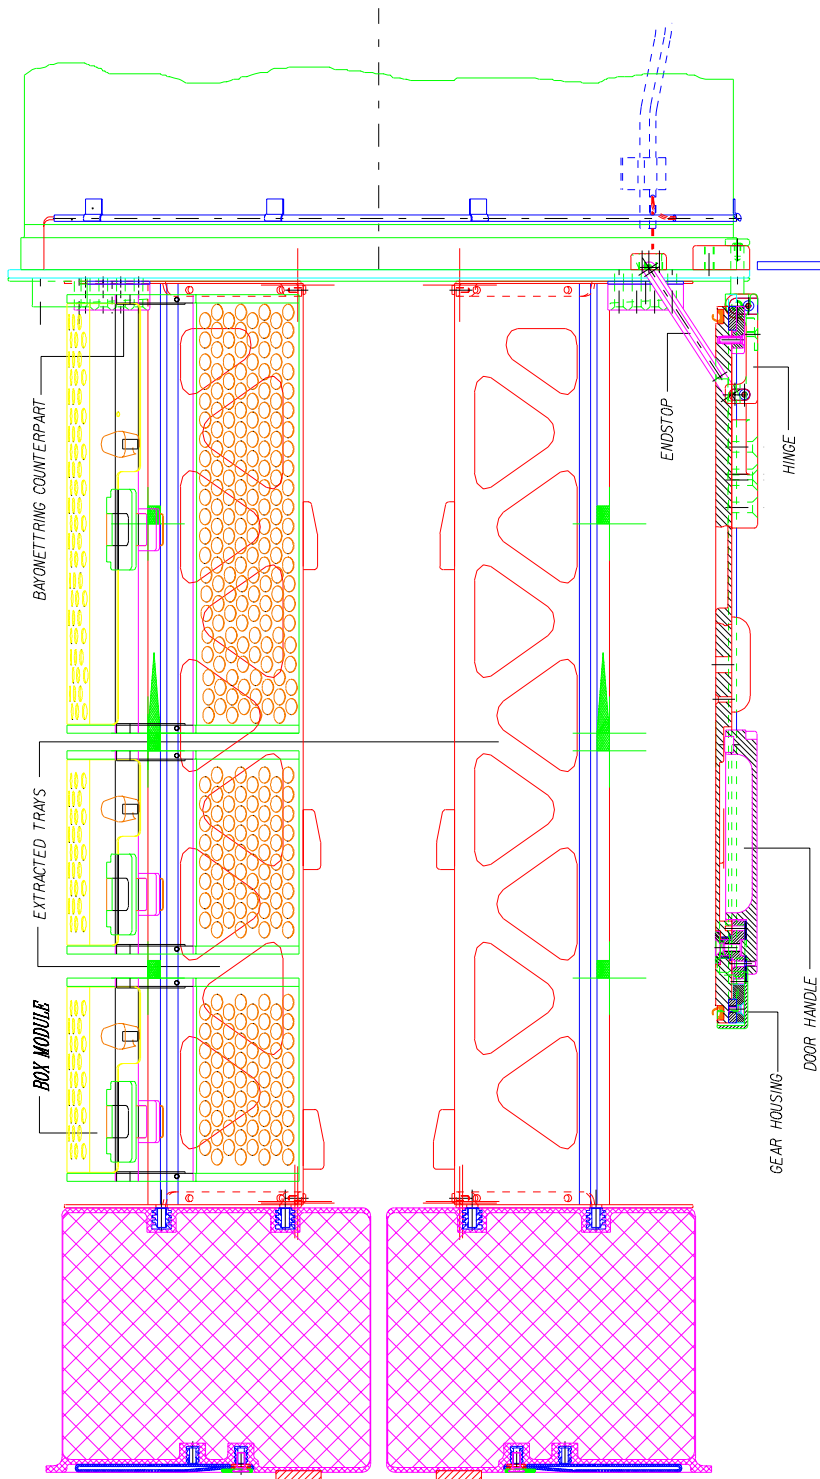 BAYONETTRING COUNTERPART
EXTRACTED TRAYS
BOX MODULE
ENDSTOP
HINGE
DOOR HANDLE
GEAR HOUSING